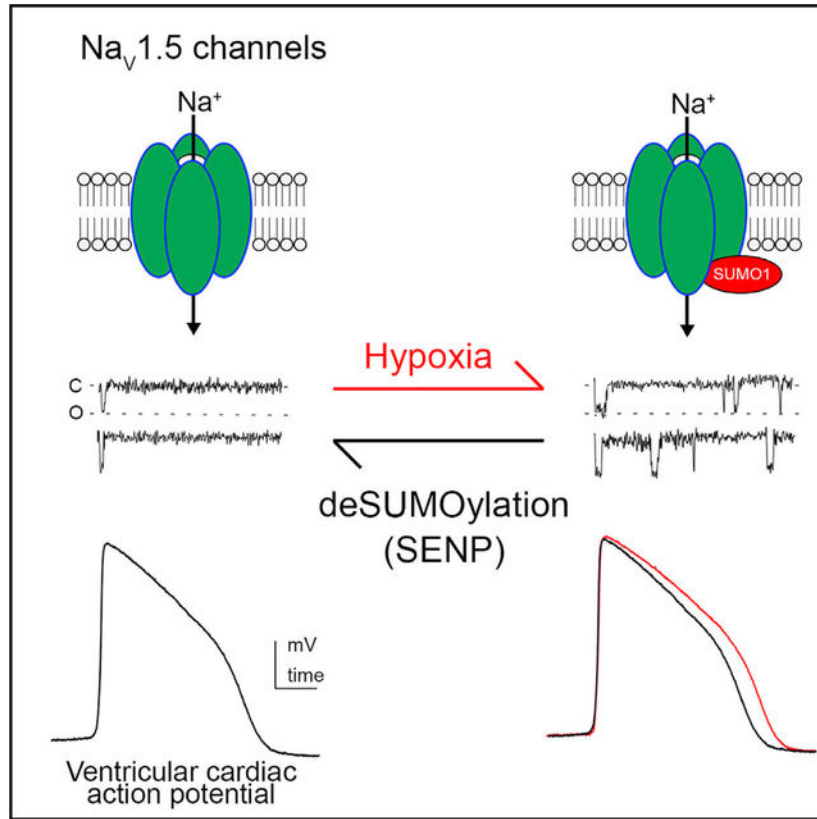 Nav1.5 channels
Na⁺
Na⁺
SUMO1
Hypoxia
C
O
deSUMOylation
(SENP)
mV
time
Ventricular cardiac
action potential